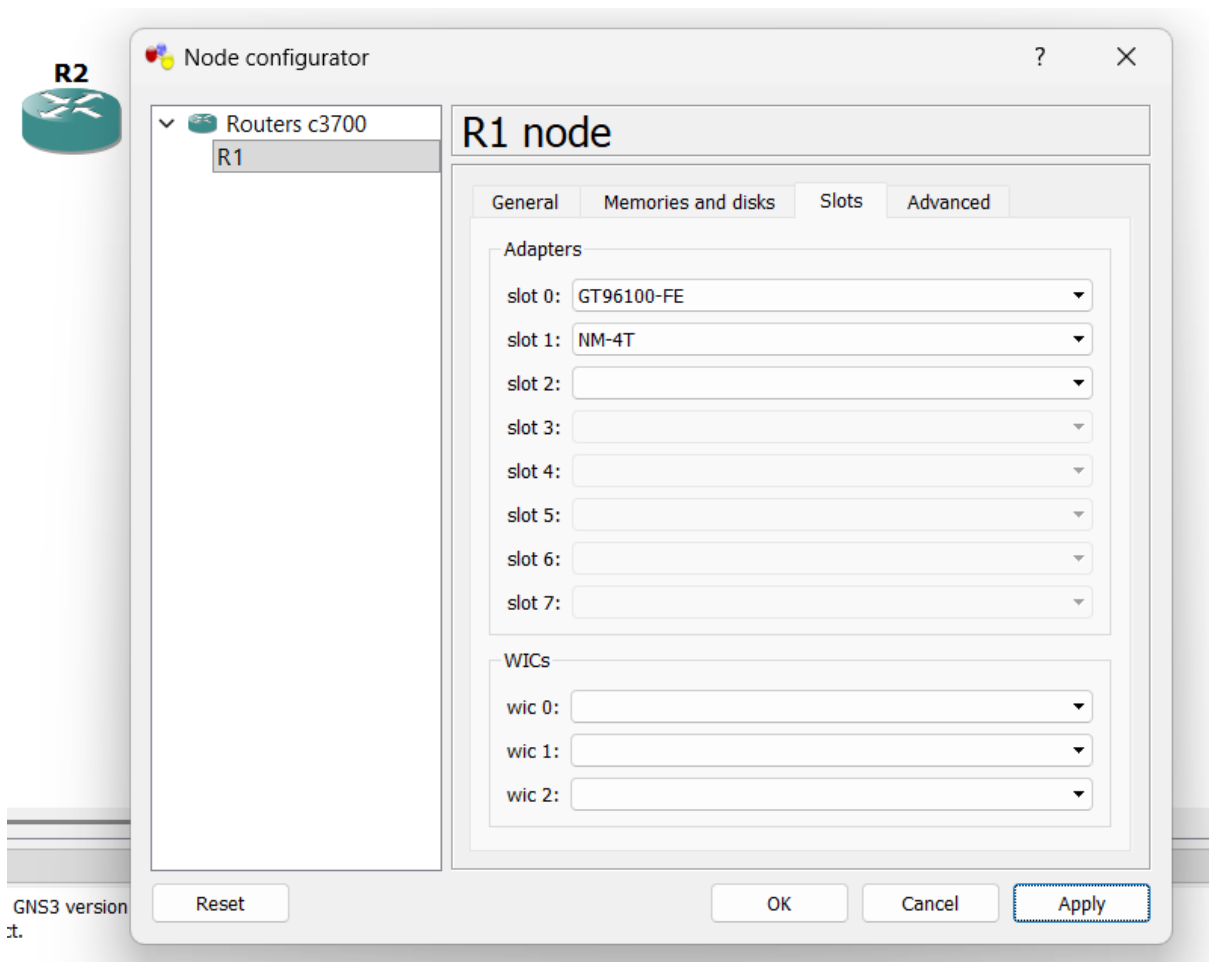 R2
Node configurator
?
Routers c3700
R1
R1 node
General Memories and disks Slots Advanced
Adapters
slot 0: GT96100-FE
slot 1: NM-4T
slot 2:
slot 3:
slot 4:
slot 5:
slot 6:
slot 7:
WICs
wic 0:
wic 1:
wic 2:
Reset OK Cancel Apply
GNS3 version
ct.